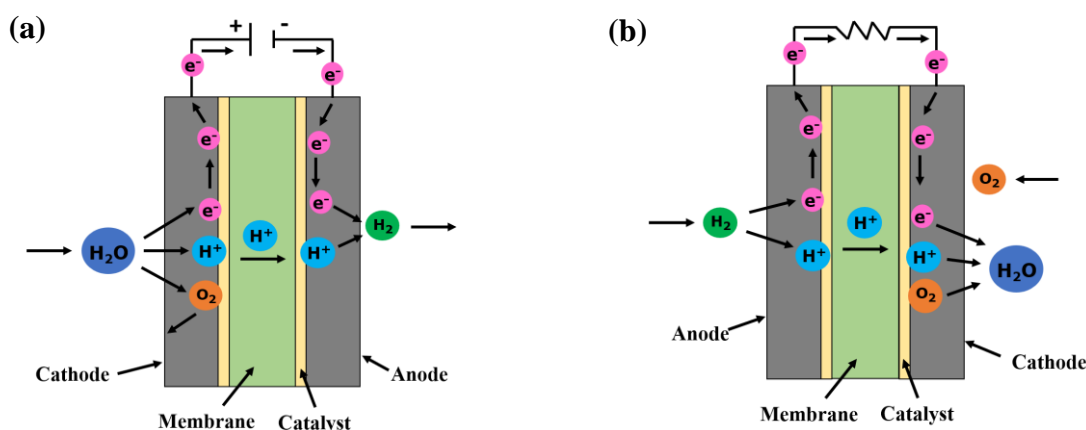 (a)
+ -
e⁻
e⁻
e⁻
e⁻
e⁻
e⁻
H₂O
H⁺
H⁺
H⁺
H₂
O₂
Cathode
Anode
Membrane
Catalyst
(b)
e⁻
e⁻
e⁻
e⁻
O₂
e⁻
e⁻
H₂
H⁺
H⁺
H⁺
H₂O
O₂
Anode
Cathode
Membrane
Catalyst